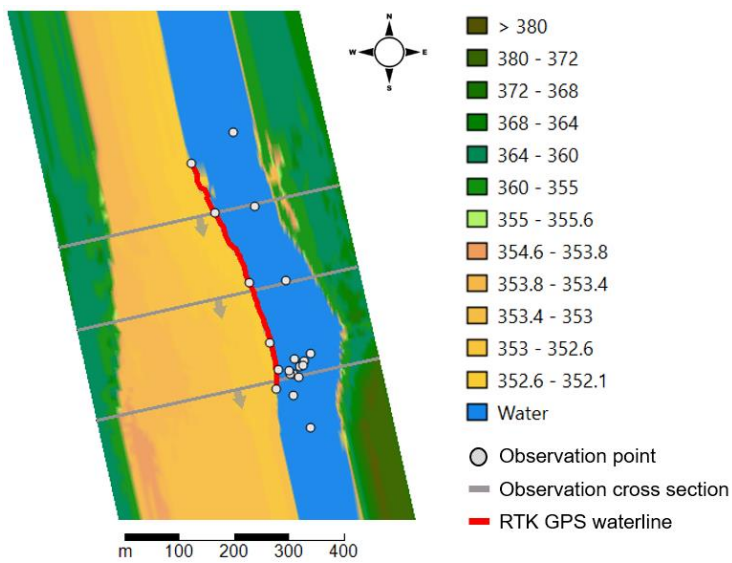 N
W E
S
> 380
380 - 372
372 - 368
368 - 364
364 - 360
360 - 355
355 - 355.6
354.6 - 353.8
353.8 - 353.4
353.4 - 353
353 - 352.6
352.6 - 352.1
Water
Observation point
Observation cross section
RTK GPS waterline
m 100 200 300 400